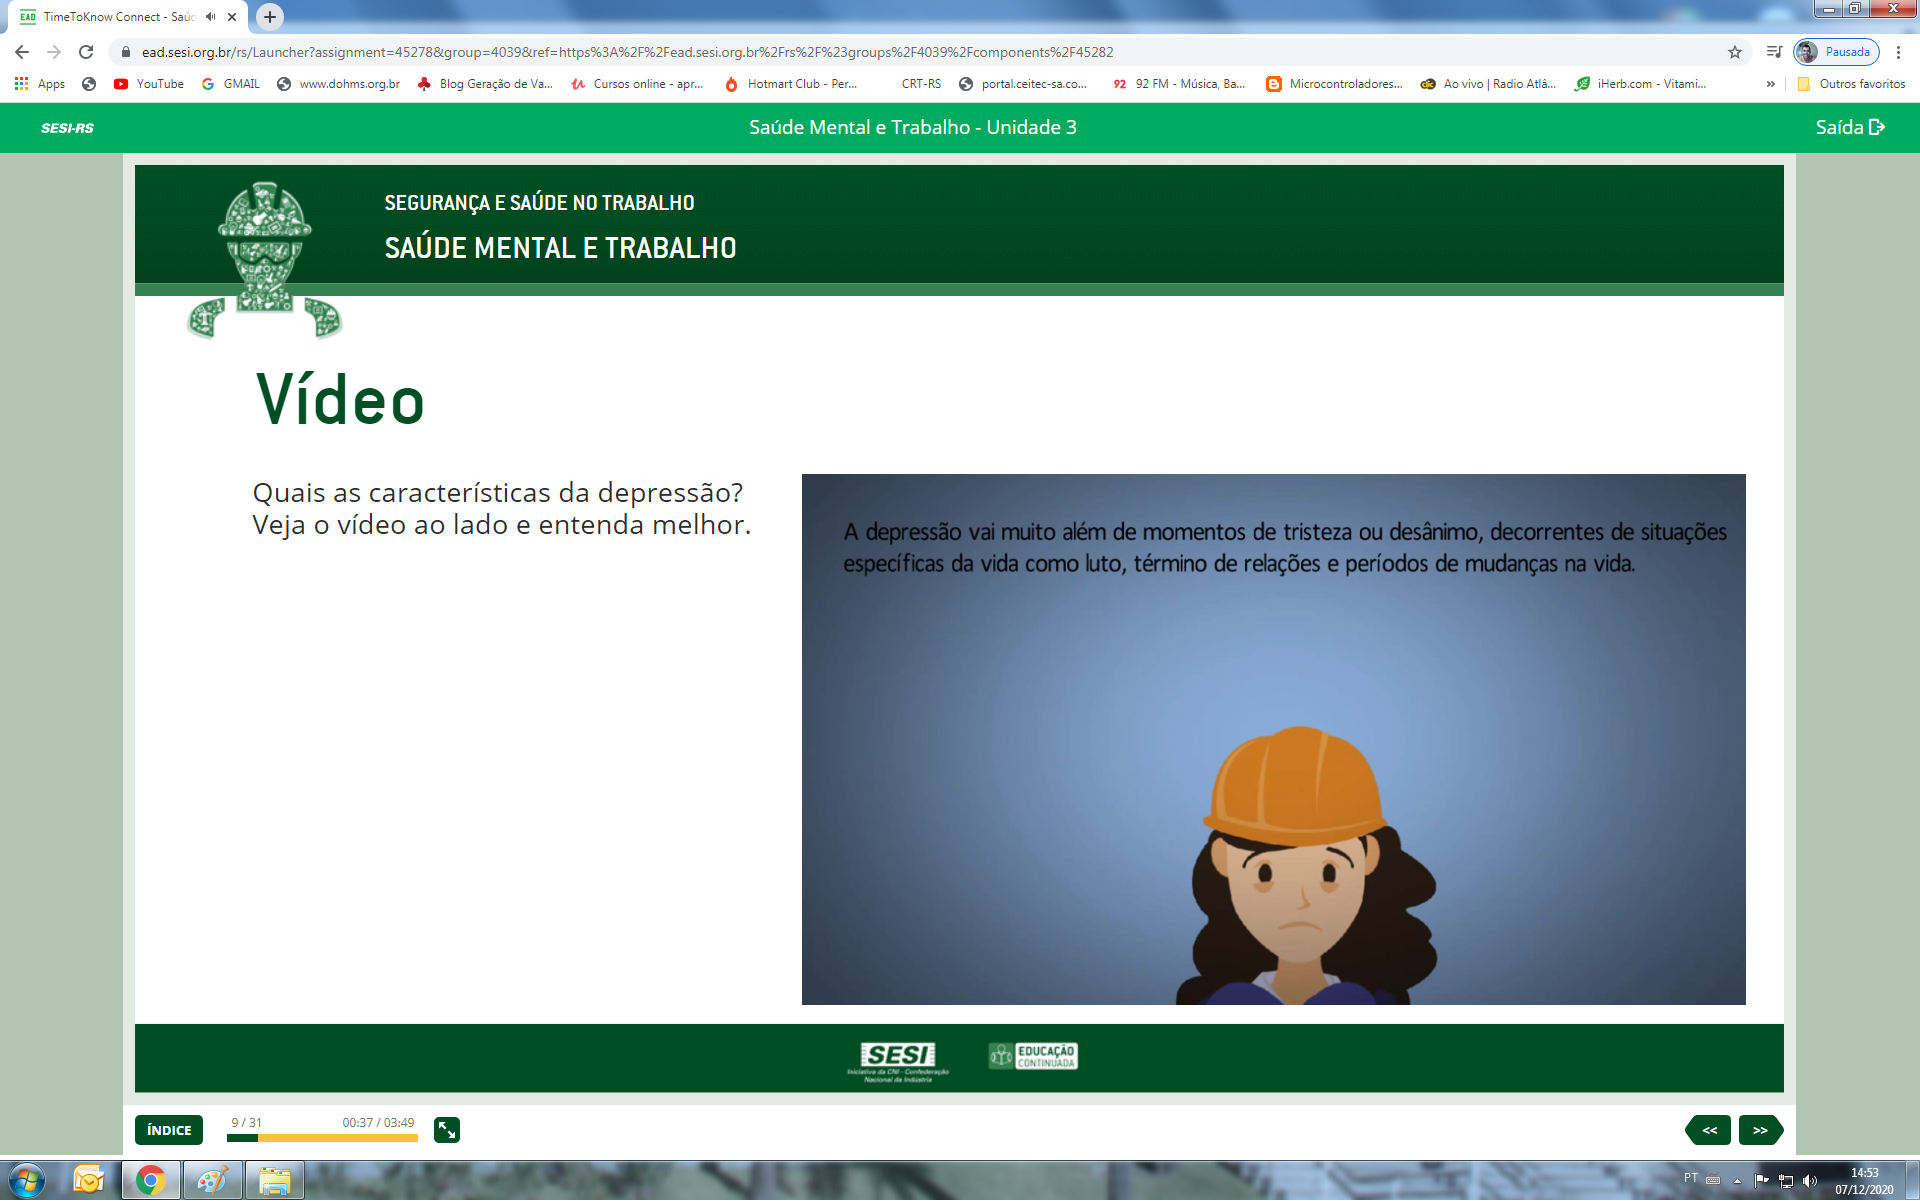 TimeToKnow Connect - Saúd
ead.sesi.org.br/rs/Launcher?assignment=45278&group=4039&ref=https%3A%2F%2Fead.sesi.org.br%2Frs%2F%23groups%2F4039%2Fcomponents%2F45282
Pausada
Apps
YouTube
GMAIL
www.dohms.org.br
Blog Geração de Va...
Cursos online - apr...
Hotmart Club - Per...
CRT-RS
portal.ceitec-sa.co...
92 92 FM - Música, Ba...
Microcontroladores...
Ao vivo | Radio Atlâ...
iHerb.com - Vitami...
»
Outros favoritos
SESI-RS
Saúde Mental e Trabalho - Unidade 3
Saída
SEGURANÇA E SAÚDE NO TRABALHO
SAÚDE MENTAL E TRABALHO
Vídeo
Quais as características da depressão?
Veja o vídeo ao lado e entenda melhor.
A depressão vai muito além de momentos de tristeza ou desânimo, decorrentes de situações
específicas da vida como luto, término de relações e períodos de mudanças na vida.
SESI
Iniciativa da CNI - Confederação
Nacional da Indústria
EDUCAÇÃO
CONTINUADA
ÍNDICE
9 / 31
00:37 / 03:49
<<
>>
PT
14:53
07/12/2020